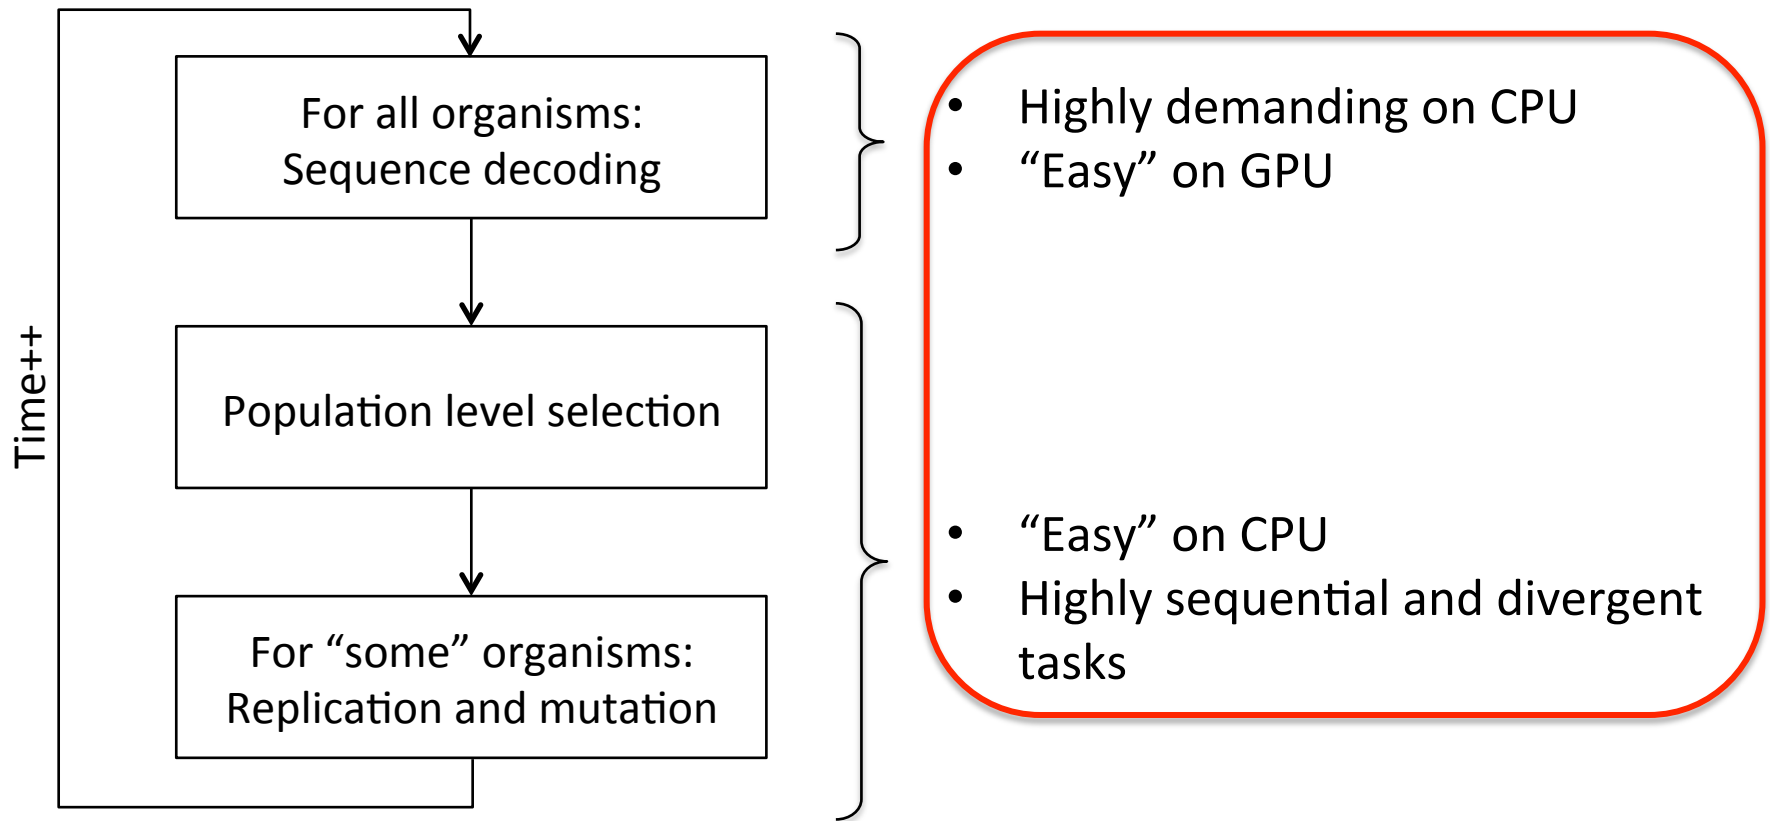 Time++
For all organisms:
Sequence decoding
Population level selection
For “some” organisms:
Replication and mutation
• Highly demanding on CPU
• “Easy” on GPU
• “Easy” on CPU
• Highly sequential and divergent
tasks